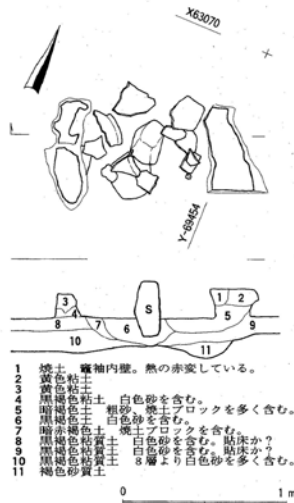 X63070
Y-69454
S
3
1 2
4
5
8 7 6 9
10
11
1 焼土 竈袖内壁。熱の赤変している。
2 黄色粘土
3 黄色粘土
4 黒褐色粘土 白色砂を含む。
5 暗褐色土 粗砂、焼土ブロックを多く含む。
6 黒褐色土 白色砂を含む。
7 暗赤褐色土 焼土ブロックを含む。
8 黒褐色粘質土 白色砂を含む。貼床か?
9 黒褐色粘質土 白色砂を含む。貼床か?
10 黒褐色粘質土 8層より白色砂を多く含む。
11 褐色砂質土
0 1m